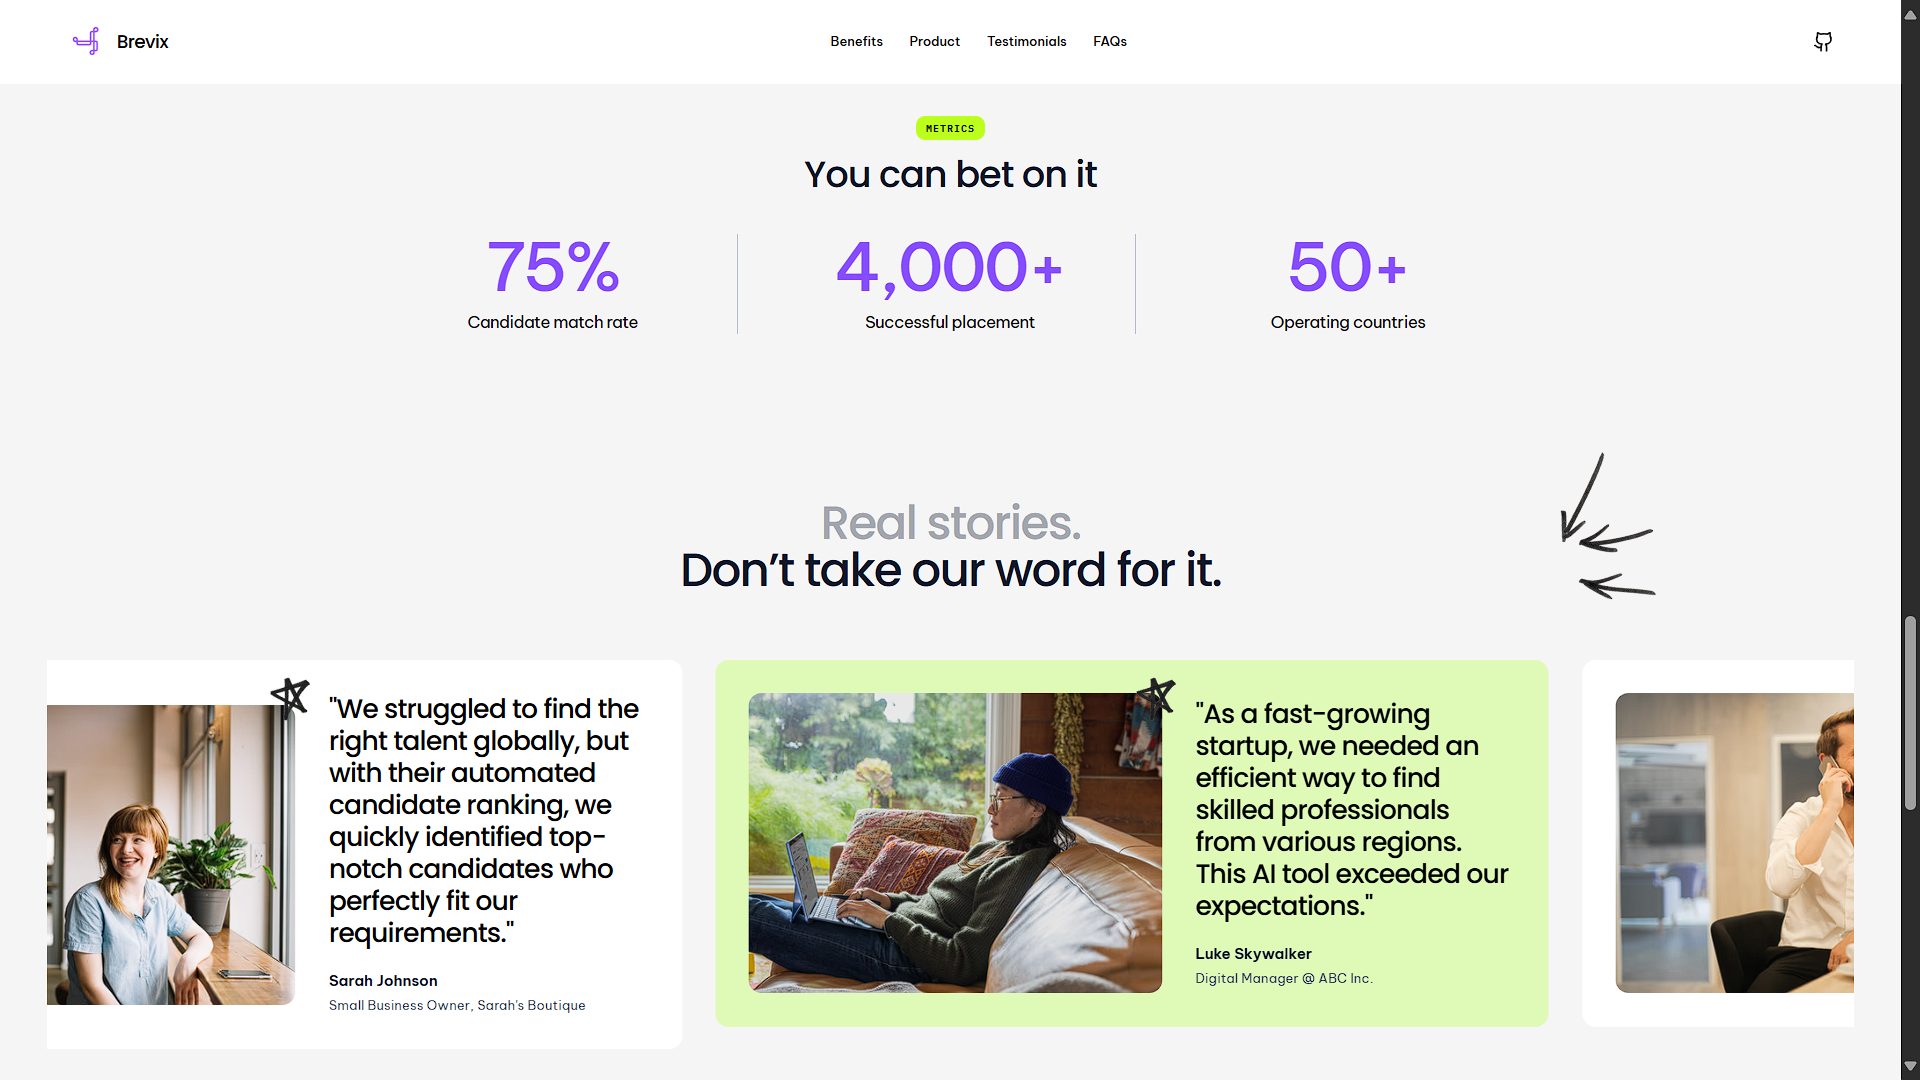 Brevix
Benefits
Product
Testimonials
FAQs
METRICS
You can bet on it
75%
Candidate match rate
4,000+
Successful placement
50+
Operating countries
Real stories.
Don’t take our word for it.
"We struggled to find the
right talent globally, but
with their automated
candidate ranking, we
quickly identified top-
notch candidates who
perfectly fit our
requirements."
Sarah Johnson
Small Business Owner, Sarah's Boutique
"As a fast-growing
startup, we needed an
efficient way to find
skilled professionals
from various regions.
This AI tool exceeded our
expectations."
Luke Skywalker
Digital Manager @ ABC Inc.